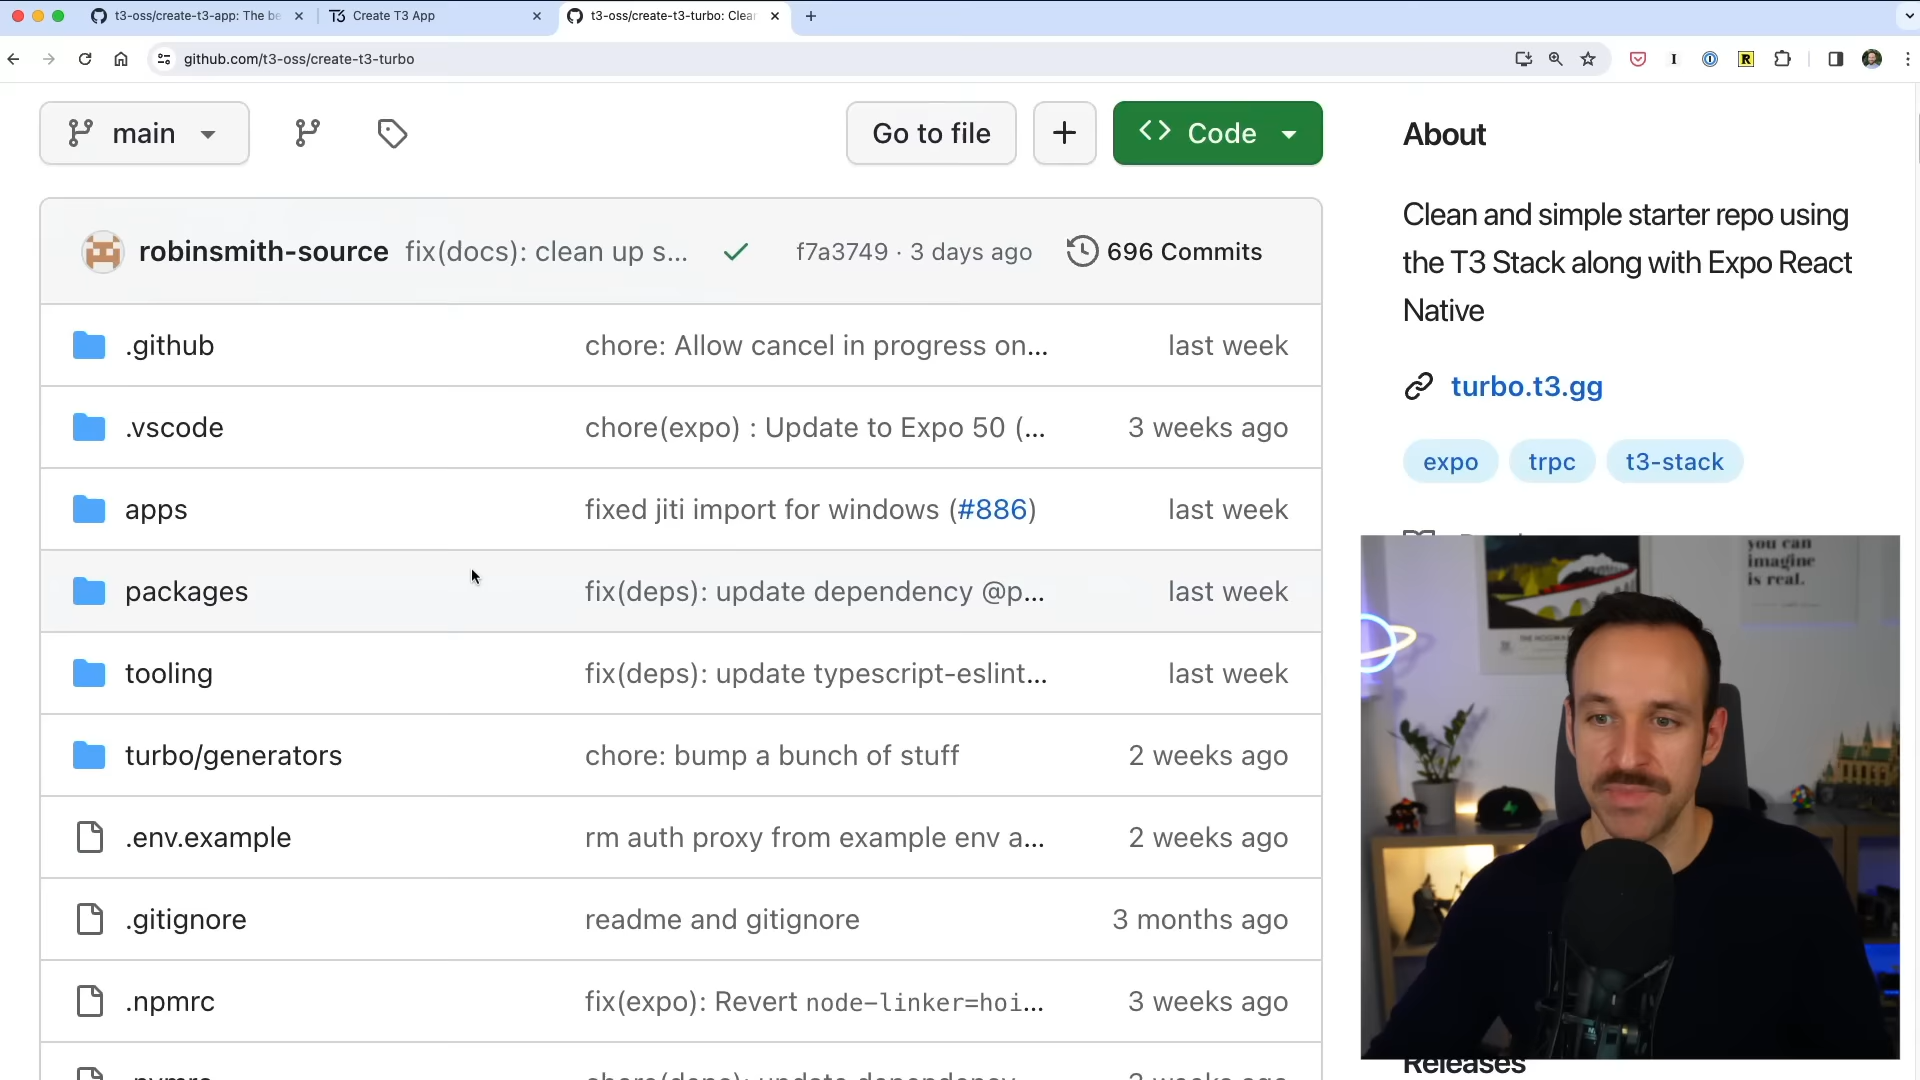 t3-oss/create-t3-app: The be
Create T3 App
t3-oss/create-t3-turbo: Clea
github.com/t3-oss/create-t3-turbo
main
Go to file
+
<> Code
About
Clean and simple starter repo using
the T3 Stack along with Expo React
Native
turbo.t3.gg
expo
trpc
t3-stack
robinsmith-source fix(docs): clean up s... f7a3749 · 3 days ago 696 Commits
.github chore: Allow cancel in progress on... last week
.vscode chore(expo) : Update to Expo 50 (... 3 weeks ago
apps fixed jiti import for windows (#886) last week
packages fix(deps): update dependency @p... last week
tooling fix(deps): update typescript-eslint... last week
turbo/generators chore: bump a bunch of stuff 2 weeks ago
.env.example rm auth proxy from example env a... 2 weeks ago
.gitignore readme and gitignore 3 months ago
.npmrc fix(expo): Revert node-linker=hoi... 3 weeks ago
you can
imagine
is real.
Releases